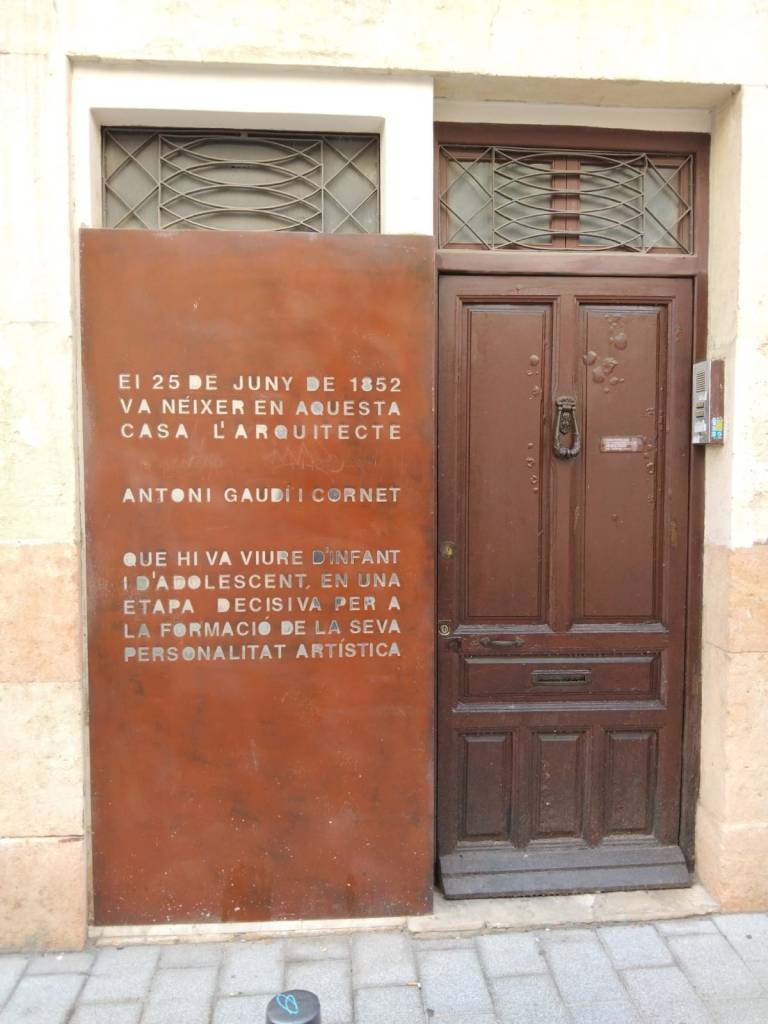 El 25 DE JUNY DE 1852
VA NÉIXER EN AQUESTA
CASA L'ARQUITECTE
ANTONI GAUDÍ I CORNET
QUE HI VA VIURE D'INFANT
I D'ADOLESCENT, EN UNA
ETAPA DECISIVA PER A
LA FORMACIÓ DE LA SEVA
PERSONALITAT ARTÍSTICA